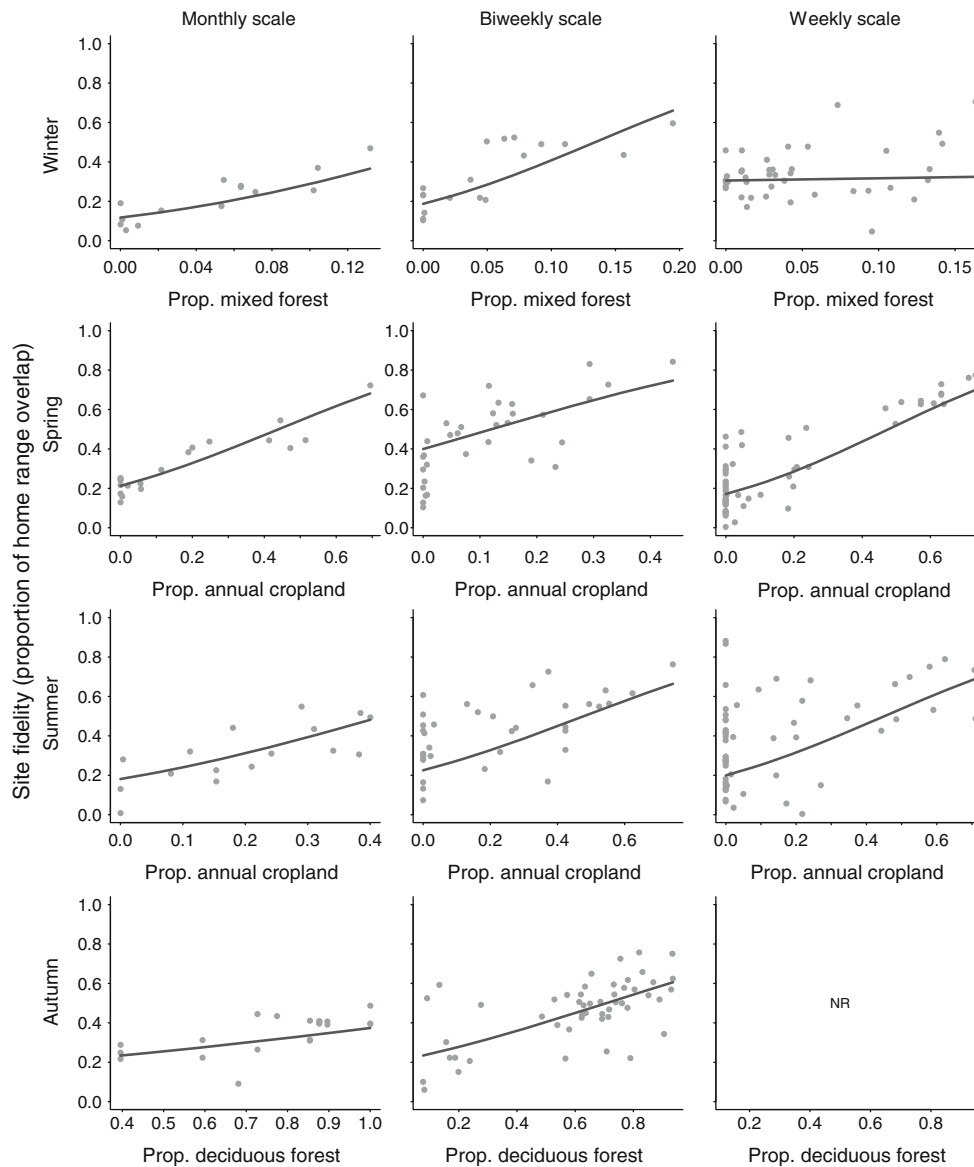 Monthly scale Biweekly scale Weekly scale
Site fidelity (proportion of home range overlap)
Winter
1.0
0.8
0.6
0.4
0.2
0.0
0.00 0.04 0.08 0.12 0.00 0.05 0.10 0.15 0.20 0.00 0.05 0.10 0.15
Prop. mixed forest Prop. mixed forest Prop. mixed forest
Spring
1.0
0.8
0.6
0.4
0.2
0.0
0.0 0.2 0.4 0.6 0.0 0.1 0.2 0.3 0.4 0.0 0.2 0.4 0.6
Prop. annual cropland Prop. annual cropland Prop. annual cropland
Summer
1.0
0.8
0.6
0.4
0.2
0.0
0.0 0.1 0.2 0.3 0.4 0.0 0.2 0.4 0.6 0.0 0.2 0.4 0.6
Prop. annual cropland Prop. annual cropland Prop. annual cropland
Autumn
1.0
0.8
0.6
0.4
0.2
0.0
NR
0.4 0.5 0.6 0.7 0.8 0.9 1.0 0.2 0.4 0.6 0.8 0.2 0.4 0.6 0.8
Prop. deciduous forest Prop. deciduous forest Prop. deciduous forest